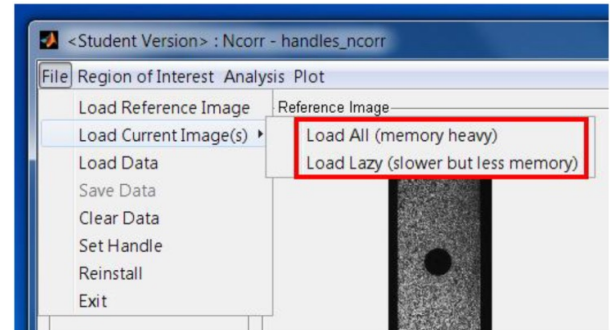 <Student Version> : Ncorr - handles_ncorr
File Region of Interest Analysis Plot
Load Reference Image
Reference Image
Load Current Image(s)
Load All (memory heavy)
Load Data
Load Lazy (slower but less memory)
Save Data
Clear Data
Set Handle
Reinstall
Exit